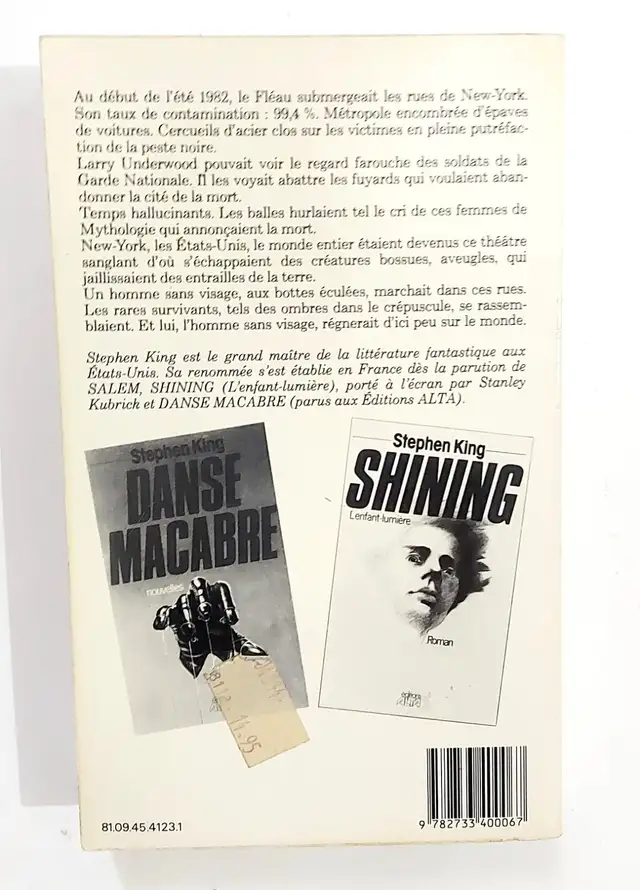 Au début de l'été 1982, le Fléau submergeait les rues de New-York.
Son taux de contamination : 99,4 %. Métropole encombrée d'épaves
de voitures. Cercueils d'acier clos sur les victimes en pleine putréfac-
tion de la peste noire.
Larry Underwood pouvait voir le regard farouche des soldats de la
Garde Nationale. Il les voyait abattre les fuyards qui voulaient aban-
donner la cité de la mort.
Temps hallucinants. Les balles hurlaient tel le cri de ces femmes de
Mythologie qui annonçaient la mort.
New-York, les États-Unis, le monde entier étaient devenus ce théâtre
sanglant d'où s'échappaient des créatures bossues, aveugles, qui
jaillissaient des entrailles de la terre.
Un homme sans visage, aux bottes éculées, marchait dans ces rues.
Les rares survivants, tels des ombres dans le crépuscule, se rassem-
blaient. Et lui, l'homme sans visage, régnerait d'ici peu sur le monde.
Stephen King est le grand maître de la littérature fantastique aux
États-Unis. Sa renommée s'est établie en France dès la parution de
SALEM, SHINING (L'enfant-lumière), porté à l'écran par Stanley
Kubrick et DANSE MACABRE (parus aux Éditions ALTA).
Stephen King
DANSE
MACABRE
nouvelles
Stephen King
SHINING
L'enfant-lumière
Roman
editions
81.09.45.4123.1
9 782733 400067